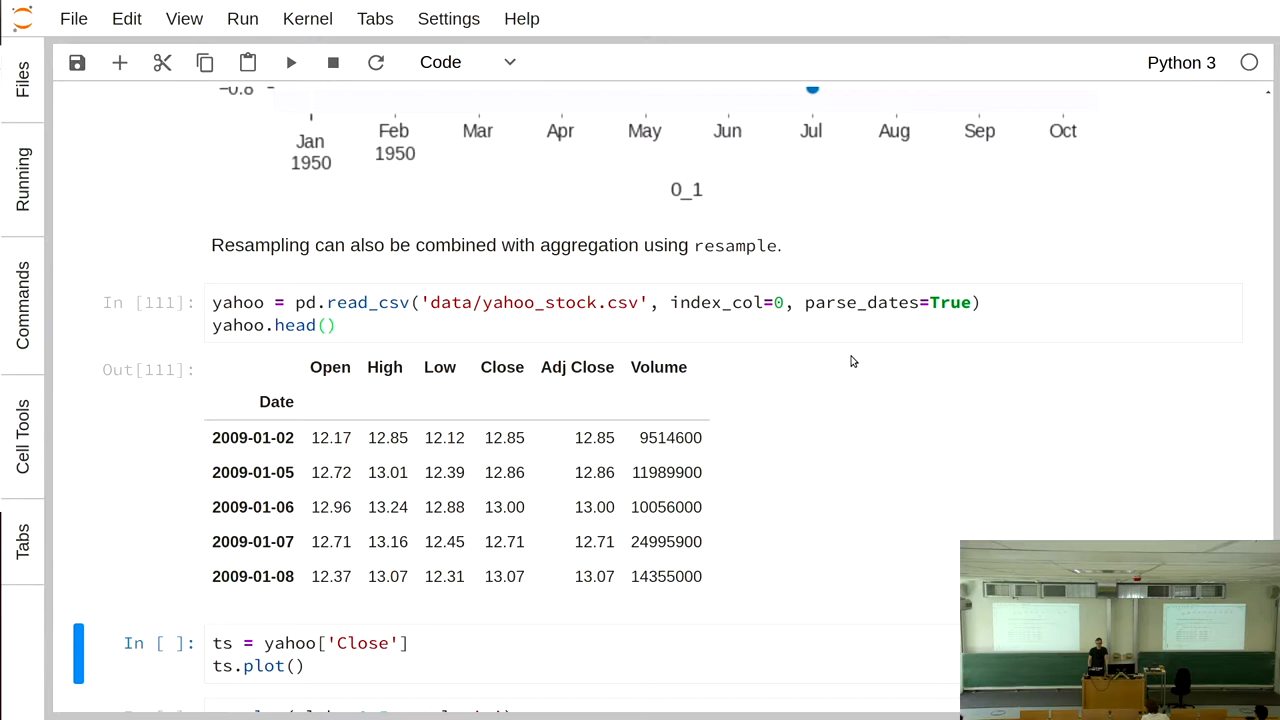 File Edit View Run Kernel Tabs Settings Help
Code
Python 3
Files
Running
Commands
Cell Tools
Tabs
−0.8
Jan Feb Mar Apr May Jun Jul Aug Sep Oct
1950 1950
0_1
Resampling can also be combined with aggregation using resample.
In [111]: yahoo = pd.read_csv('data/yahoo_stock.csv', index_col=0, parse_dates=True)
yahoo.head()
Out[111]: Open High Low Close Adj Close Volume
Date
2009-01-02 12.17 12.85 12.12 12.85 12.85 9514600
2009-01-05 12.72 13.01 12.39 12.86 12.86 11989900
2009-01-06 12.96 13.24 12.88 13.00 13.00 10056000
2009-01-07 12.71 13.16 12.45 12.71 12.71 24995900
2009-01-08 12.37 13.07 12.31 13.07 13.07 14355000
In [ ]: ts = yahoo['Close']
ts.plot()